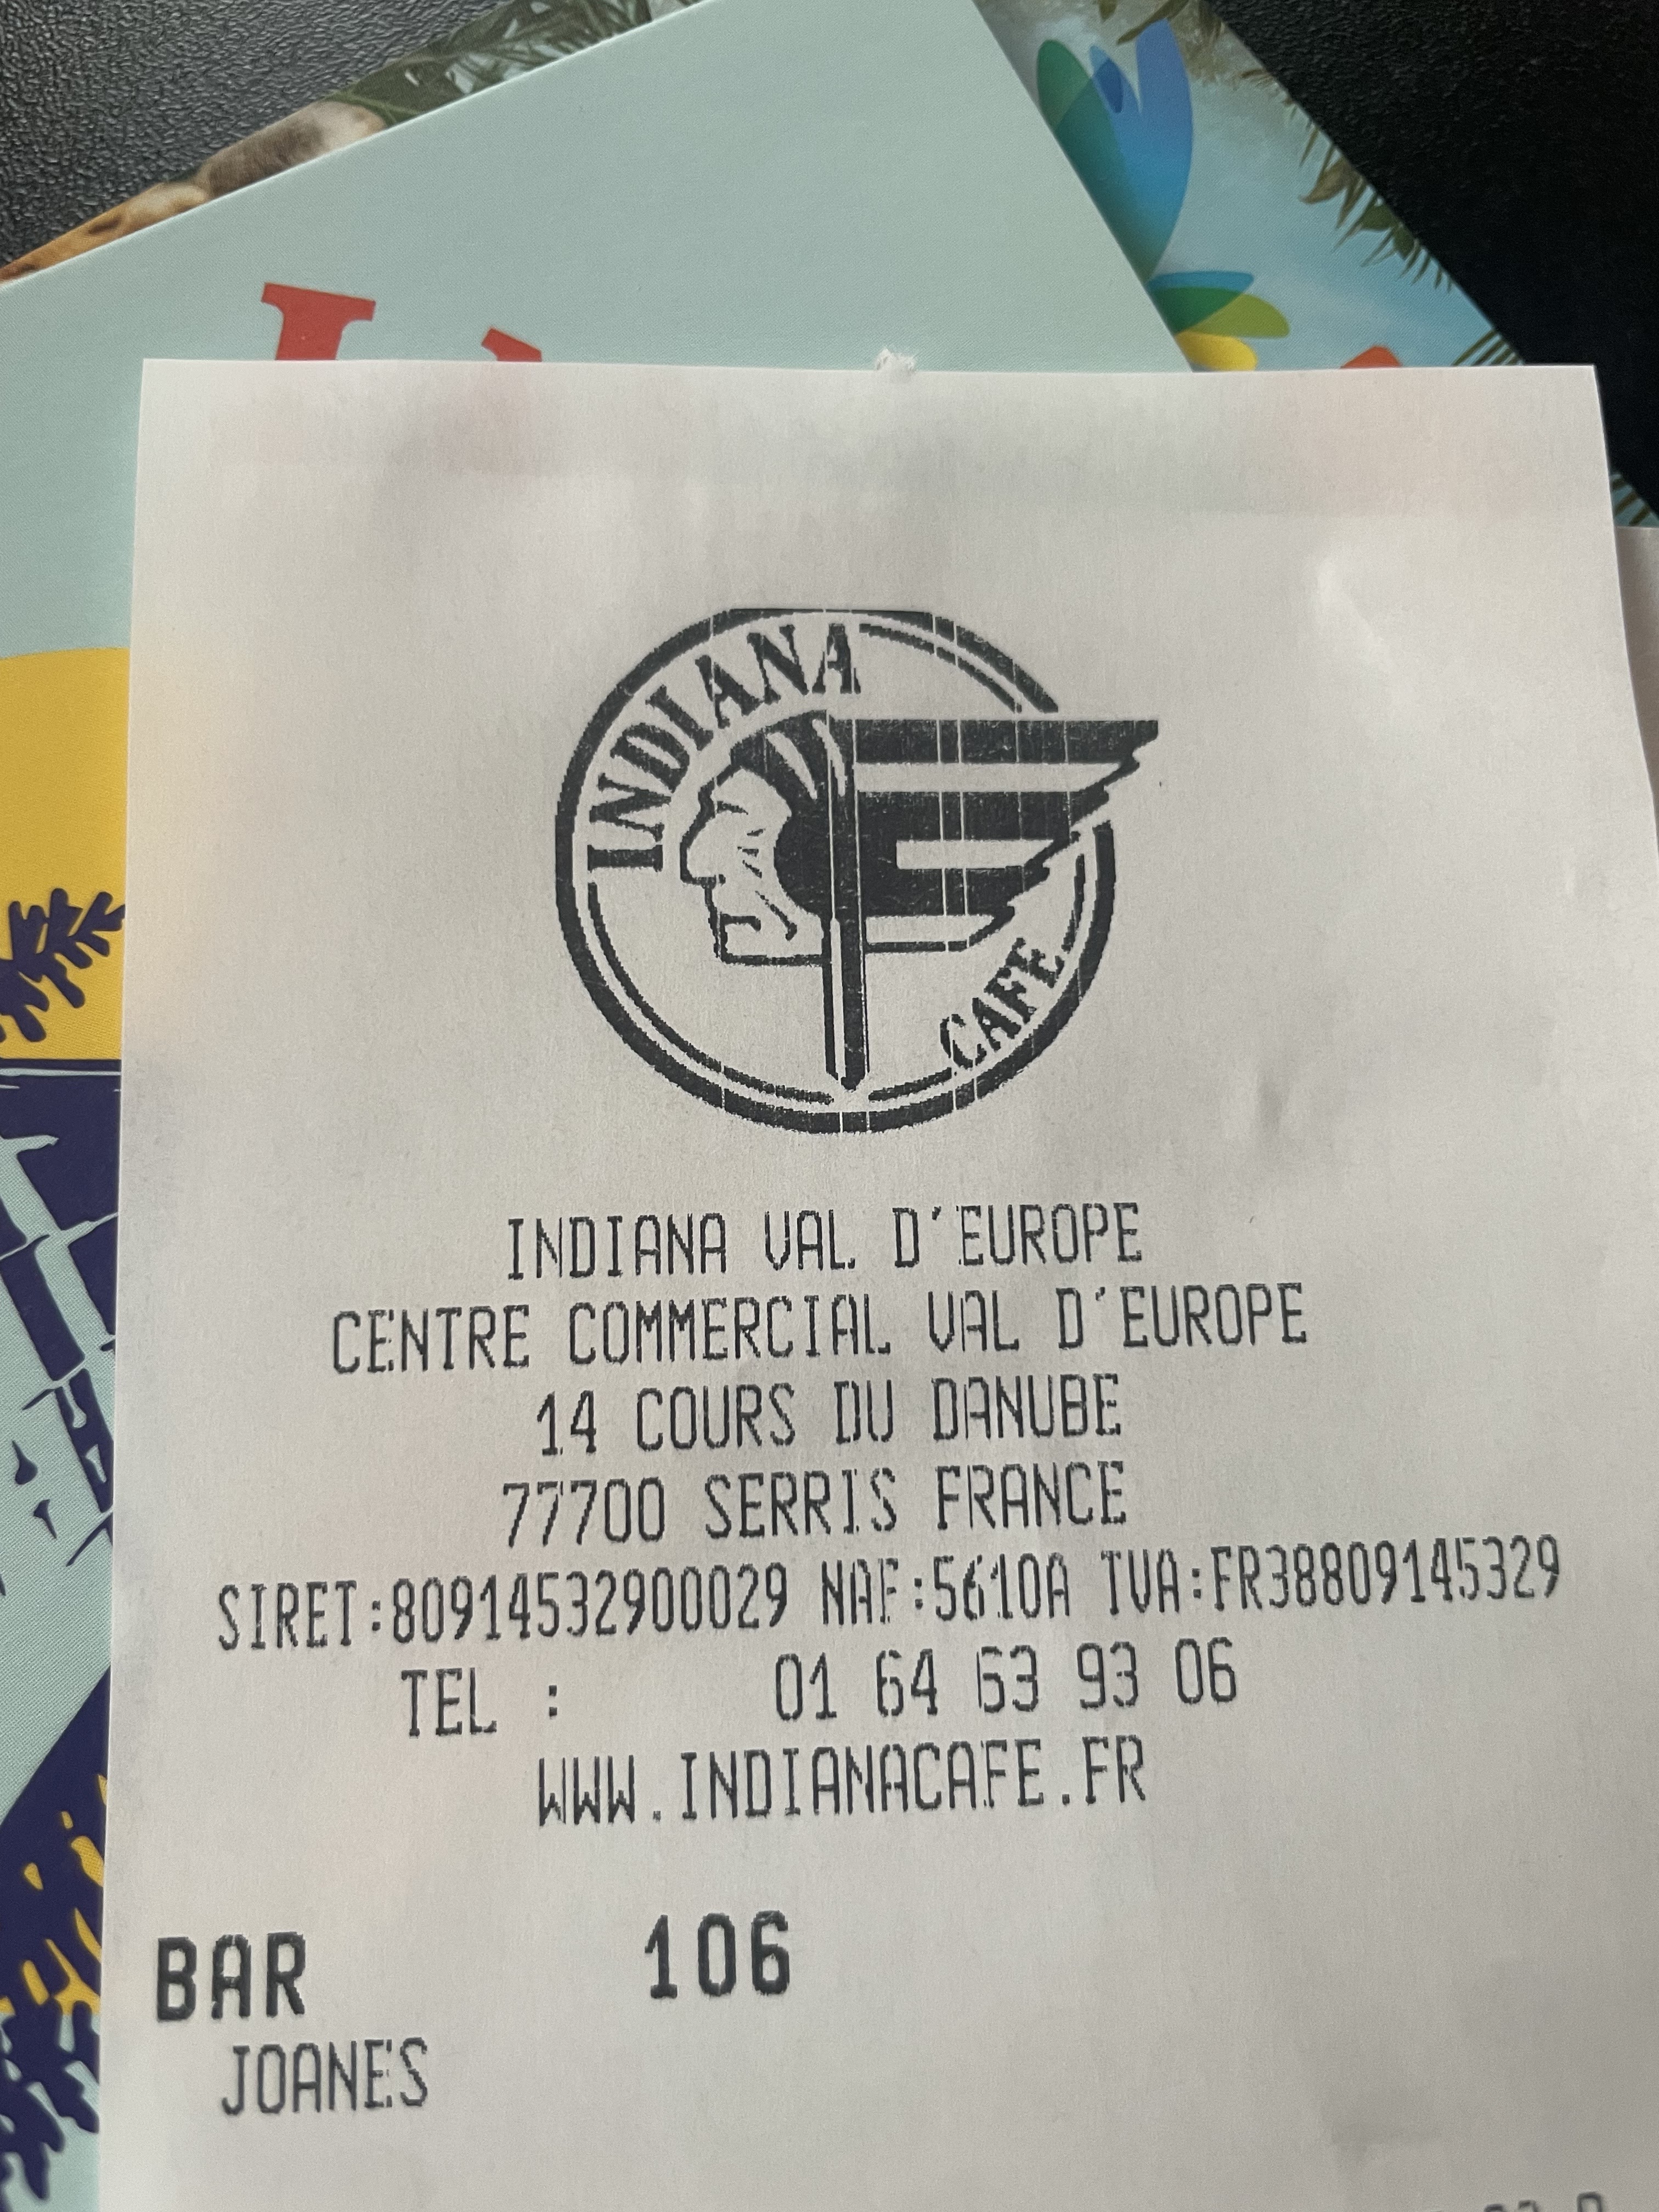 INDIANA
CAFE
INDIANA VAL D'EUROPE
CENTRE COMMERCIAL VAL D'EUROPE
14 COURS DU DANUBE
77700 SERRIS FRANCE
SIRET:80914532900029 NAF:5610A TVA:FR38809145329
TEL : 01 64 63 93 06
WWW.INDIANACAFE.FR
BAR 106
JOANES